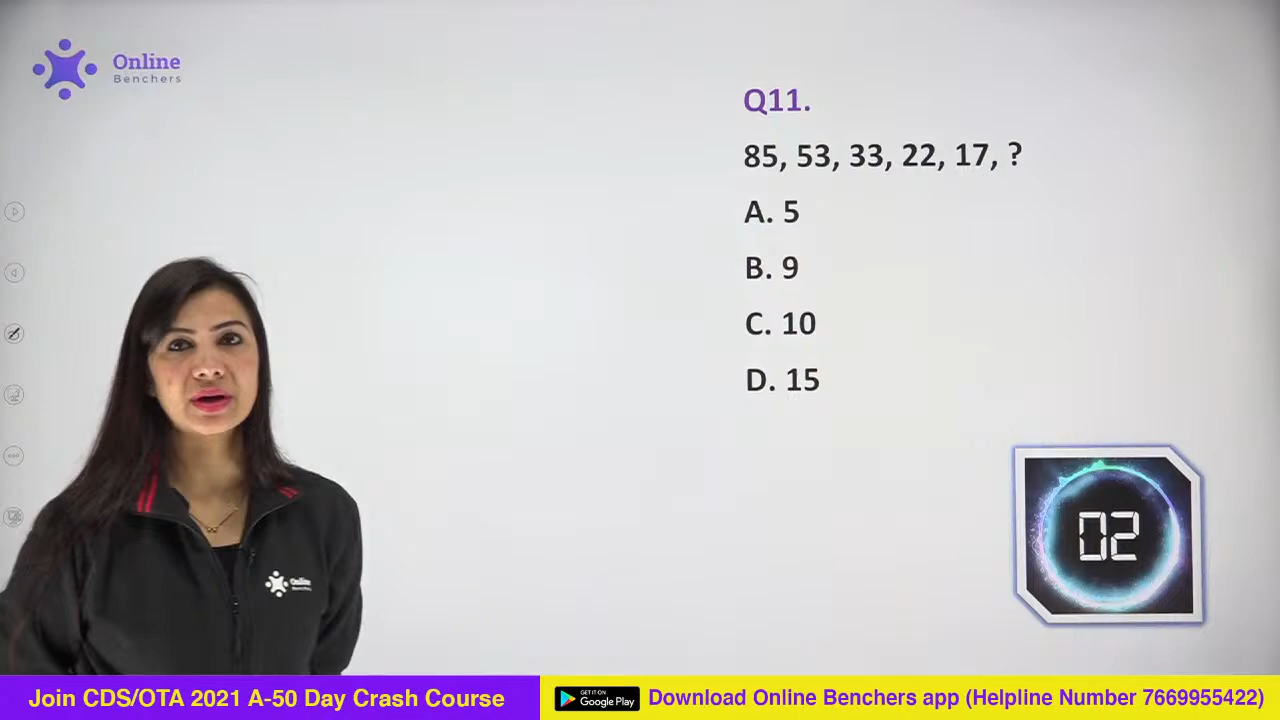 Online
Benchers
Q11.
85, 53, 33, 22, 17, ?
A. 5
B. 9
C. 10
D. 15
02
Online
Join CDS/OTA 2021 A-50 Day Crash Course
GET IT ON
Google Play
Download Online Benchers app (Helpline Number 7669955422)